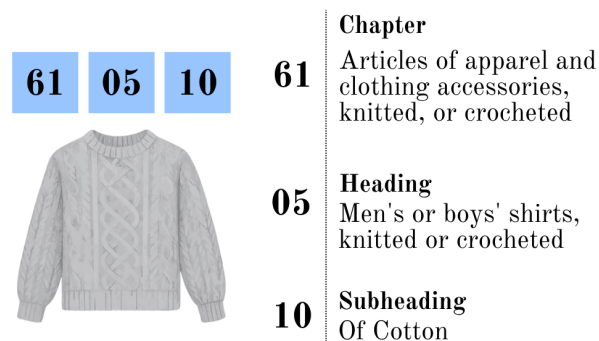 61 05 10
61
Chapter
Articles of apparel and
clothing accessories,
knitted, or crocheted
05
Heading
Men's or boys' shirts,
knitted or crocheted
10
Subheading
Of Cotton